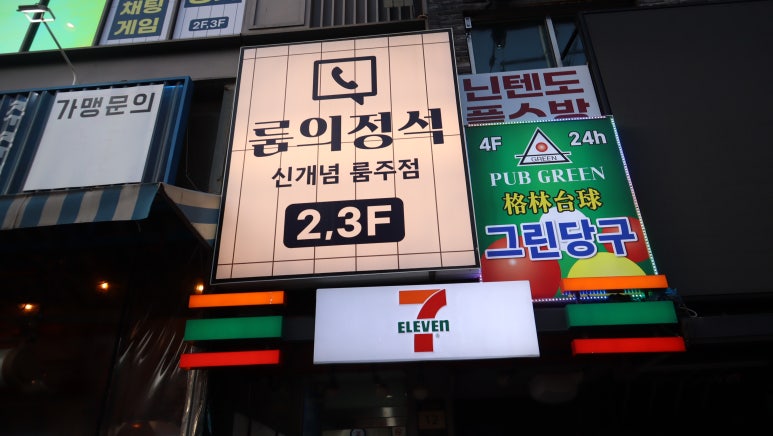 채팅
게임
2F,3F
가맹문의
룸의정석
신개념 룸주점
2,3F
닌텐도
플스방
4F
24h
GREEN
PUB GREEN
格林台球
그린당구
7
ELEVEN
12